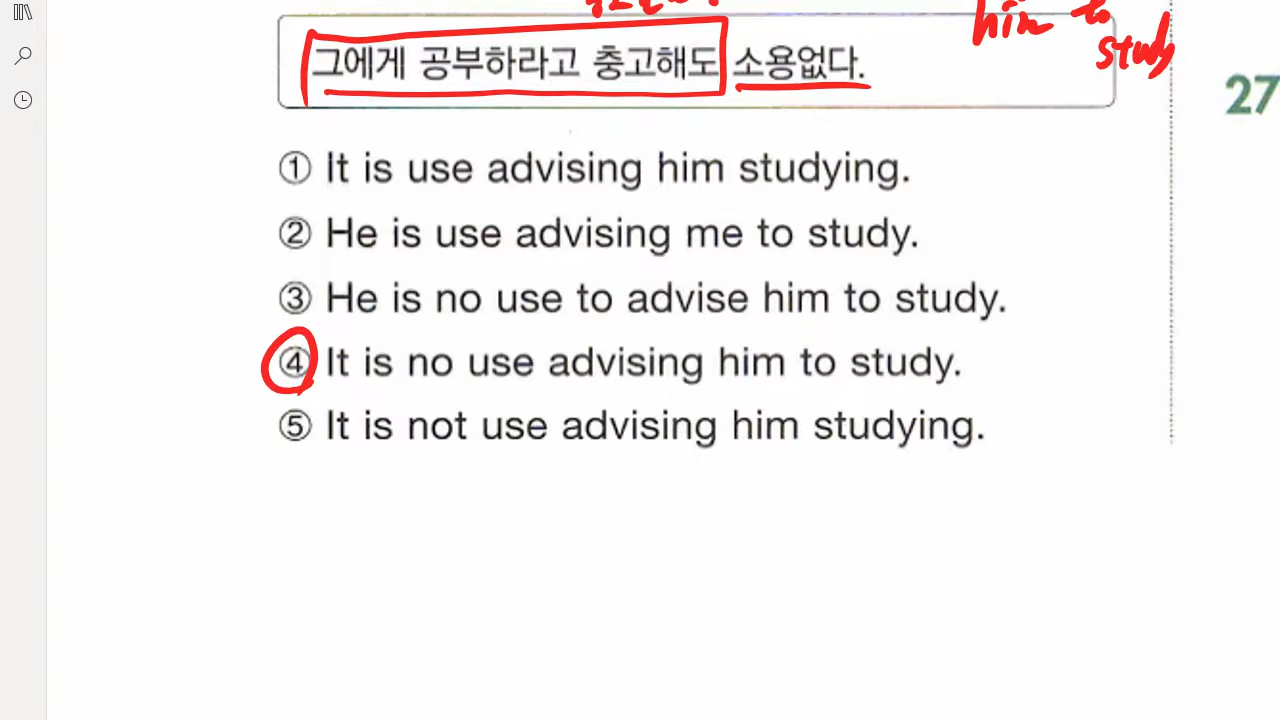 him to
study
그에게 공부하라고 충고해도 소용없다.
27
① It is use advising him studying.
② He is use advising me to study.
③ He is no use to advise him to study.
④ It is no use advising him to study.
⑤ It is not use advising him studying.